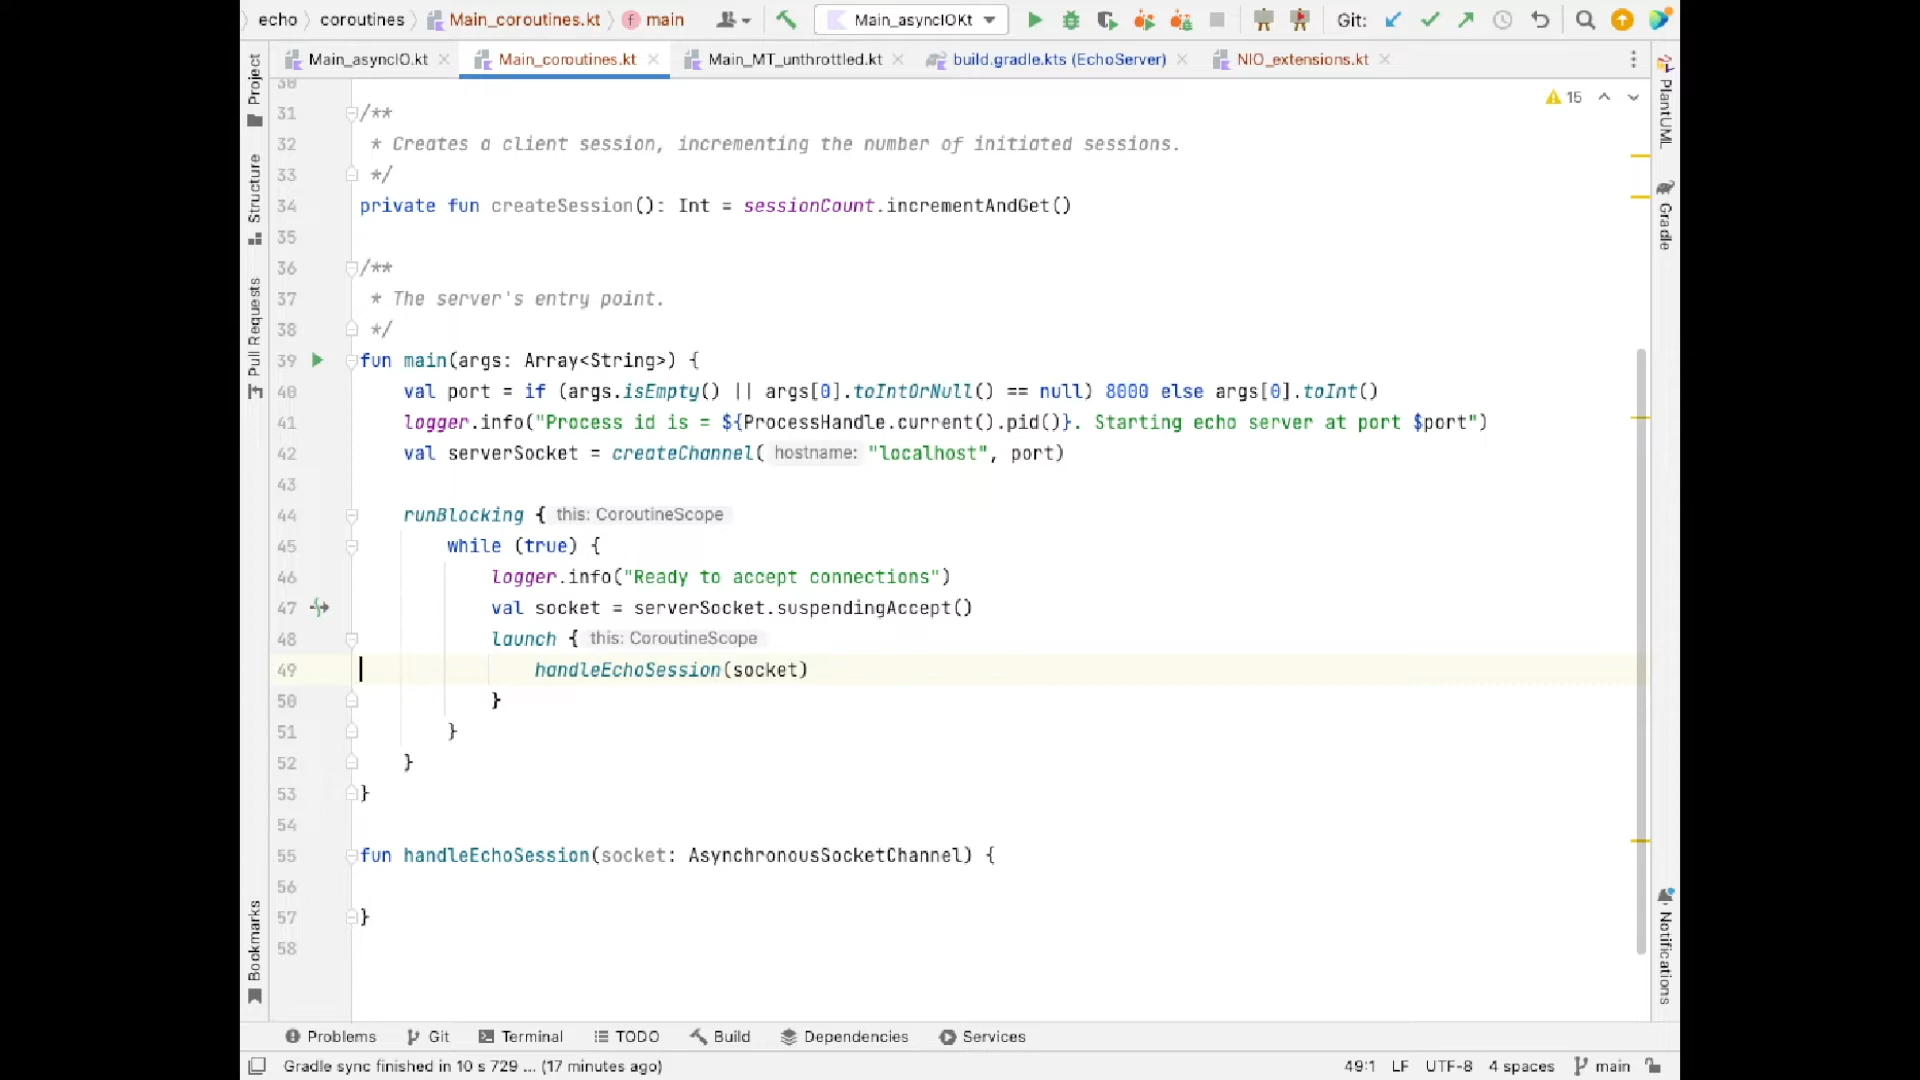 echo coroutines Main_coroutines.kt main Main_asyncIOKt Git:
Main_asyncIO.kt Main_coroutines.kt Main_MT_unthrottled.kt build.gradle.kts (EchoServer) NIO_extensions.kt
Project
Structure
Pull Requests
Bookmarks
15
30
31 /**
32 * Creates a client session, incrementing the number of initiated sessions.
33 */
34 private fun createSession(): Int = sessionCount.incrementAndGet()
35
36 /**
37 * The server's entry point.
38 */
39 fun main(args: Array<String>) {
40 val port = if (args.isEmpty() || args[0].toIntOrNull() == null) 8000 else args[0].toInt()
41 logger.info("Process id is = ${ProcessHandle.current().pid()}. Starting echo server at port $port")
42 val serverSocket = createChannel( hostname: "localhost", port)
43
44 runBlocking { this: CoroutineScope
45 while (true) {
46 logger.info("Ready to accept connections")
47 val socket = serverSocket.suspendingAccept()
48 launch { this: CoroutineScope
49 handleEchoSession(socket)
50 }
51 }
52 }
53 }
54
55 fun handleEchoSession(socket: AsynchronousSocketChannel) {
56
57 }
58
PlantUML
Gradle
Notifications
Problems Git Terminal TODO Build Dependencies Services
Gradle sync finished in 10 s 729 ... (17 minutes ago) 49:1 LF UTF-8 4 spaces main